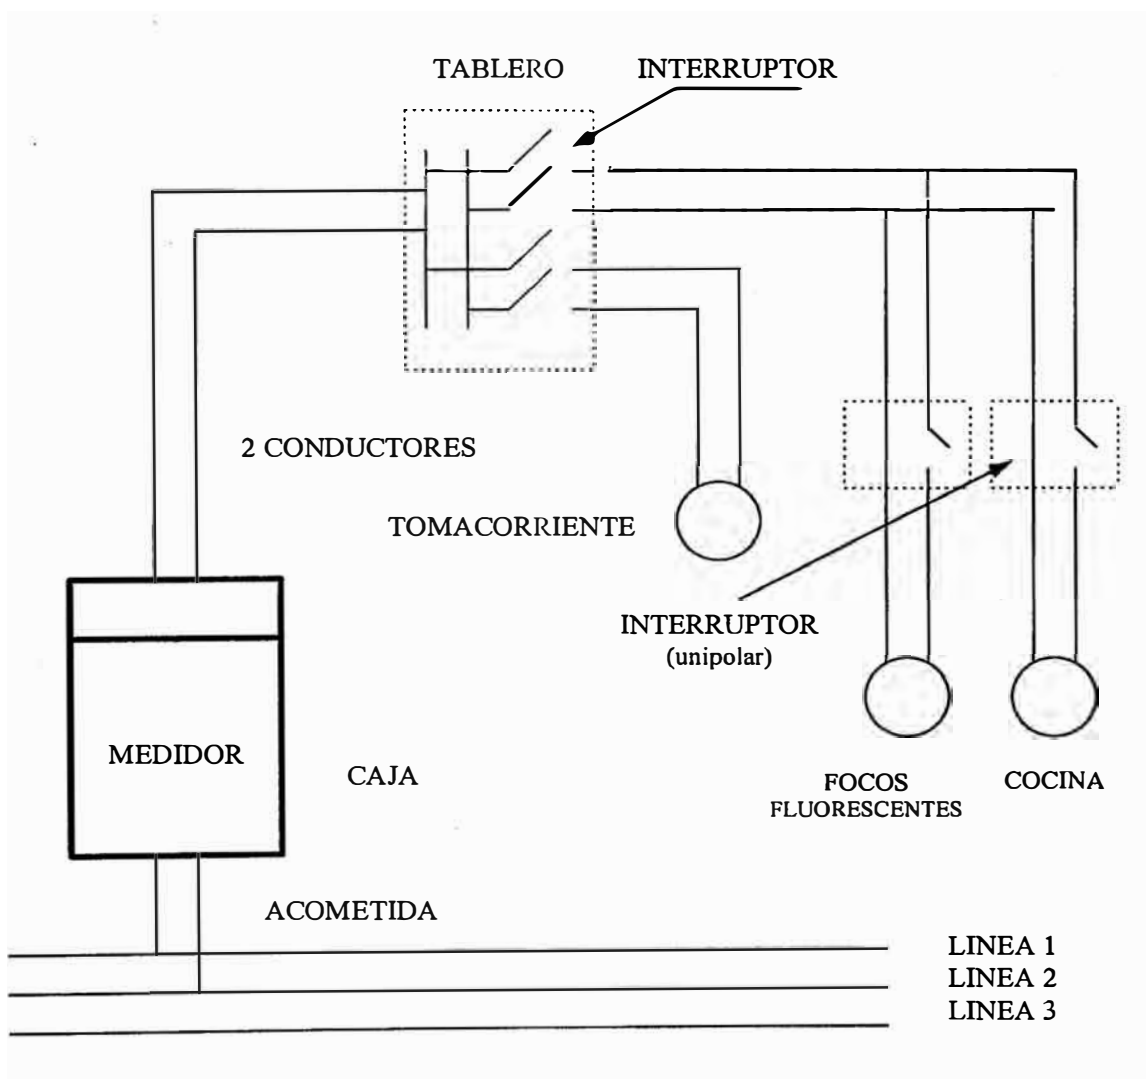 TABLERO
INTERRUPTOR
2 CONDUCTORES
TOMACORRIENTE
INTERRUPTOR
(unipolar)
MEDIDOR
CAJA
FOCOS
FLUORESCENTES
COCINA
ACOMETIDA
LINEA 1
LINEA 2
LINEA 3